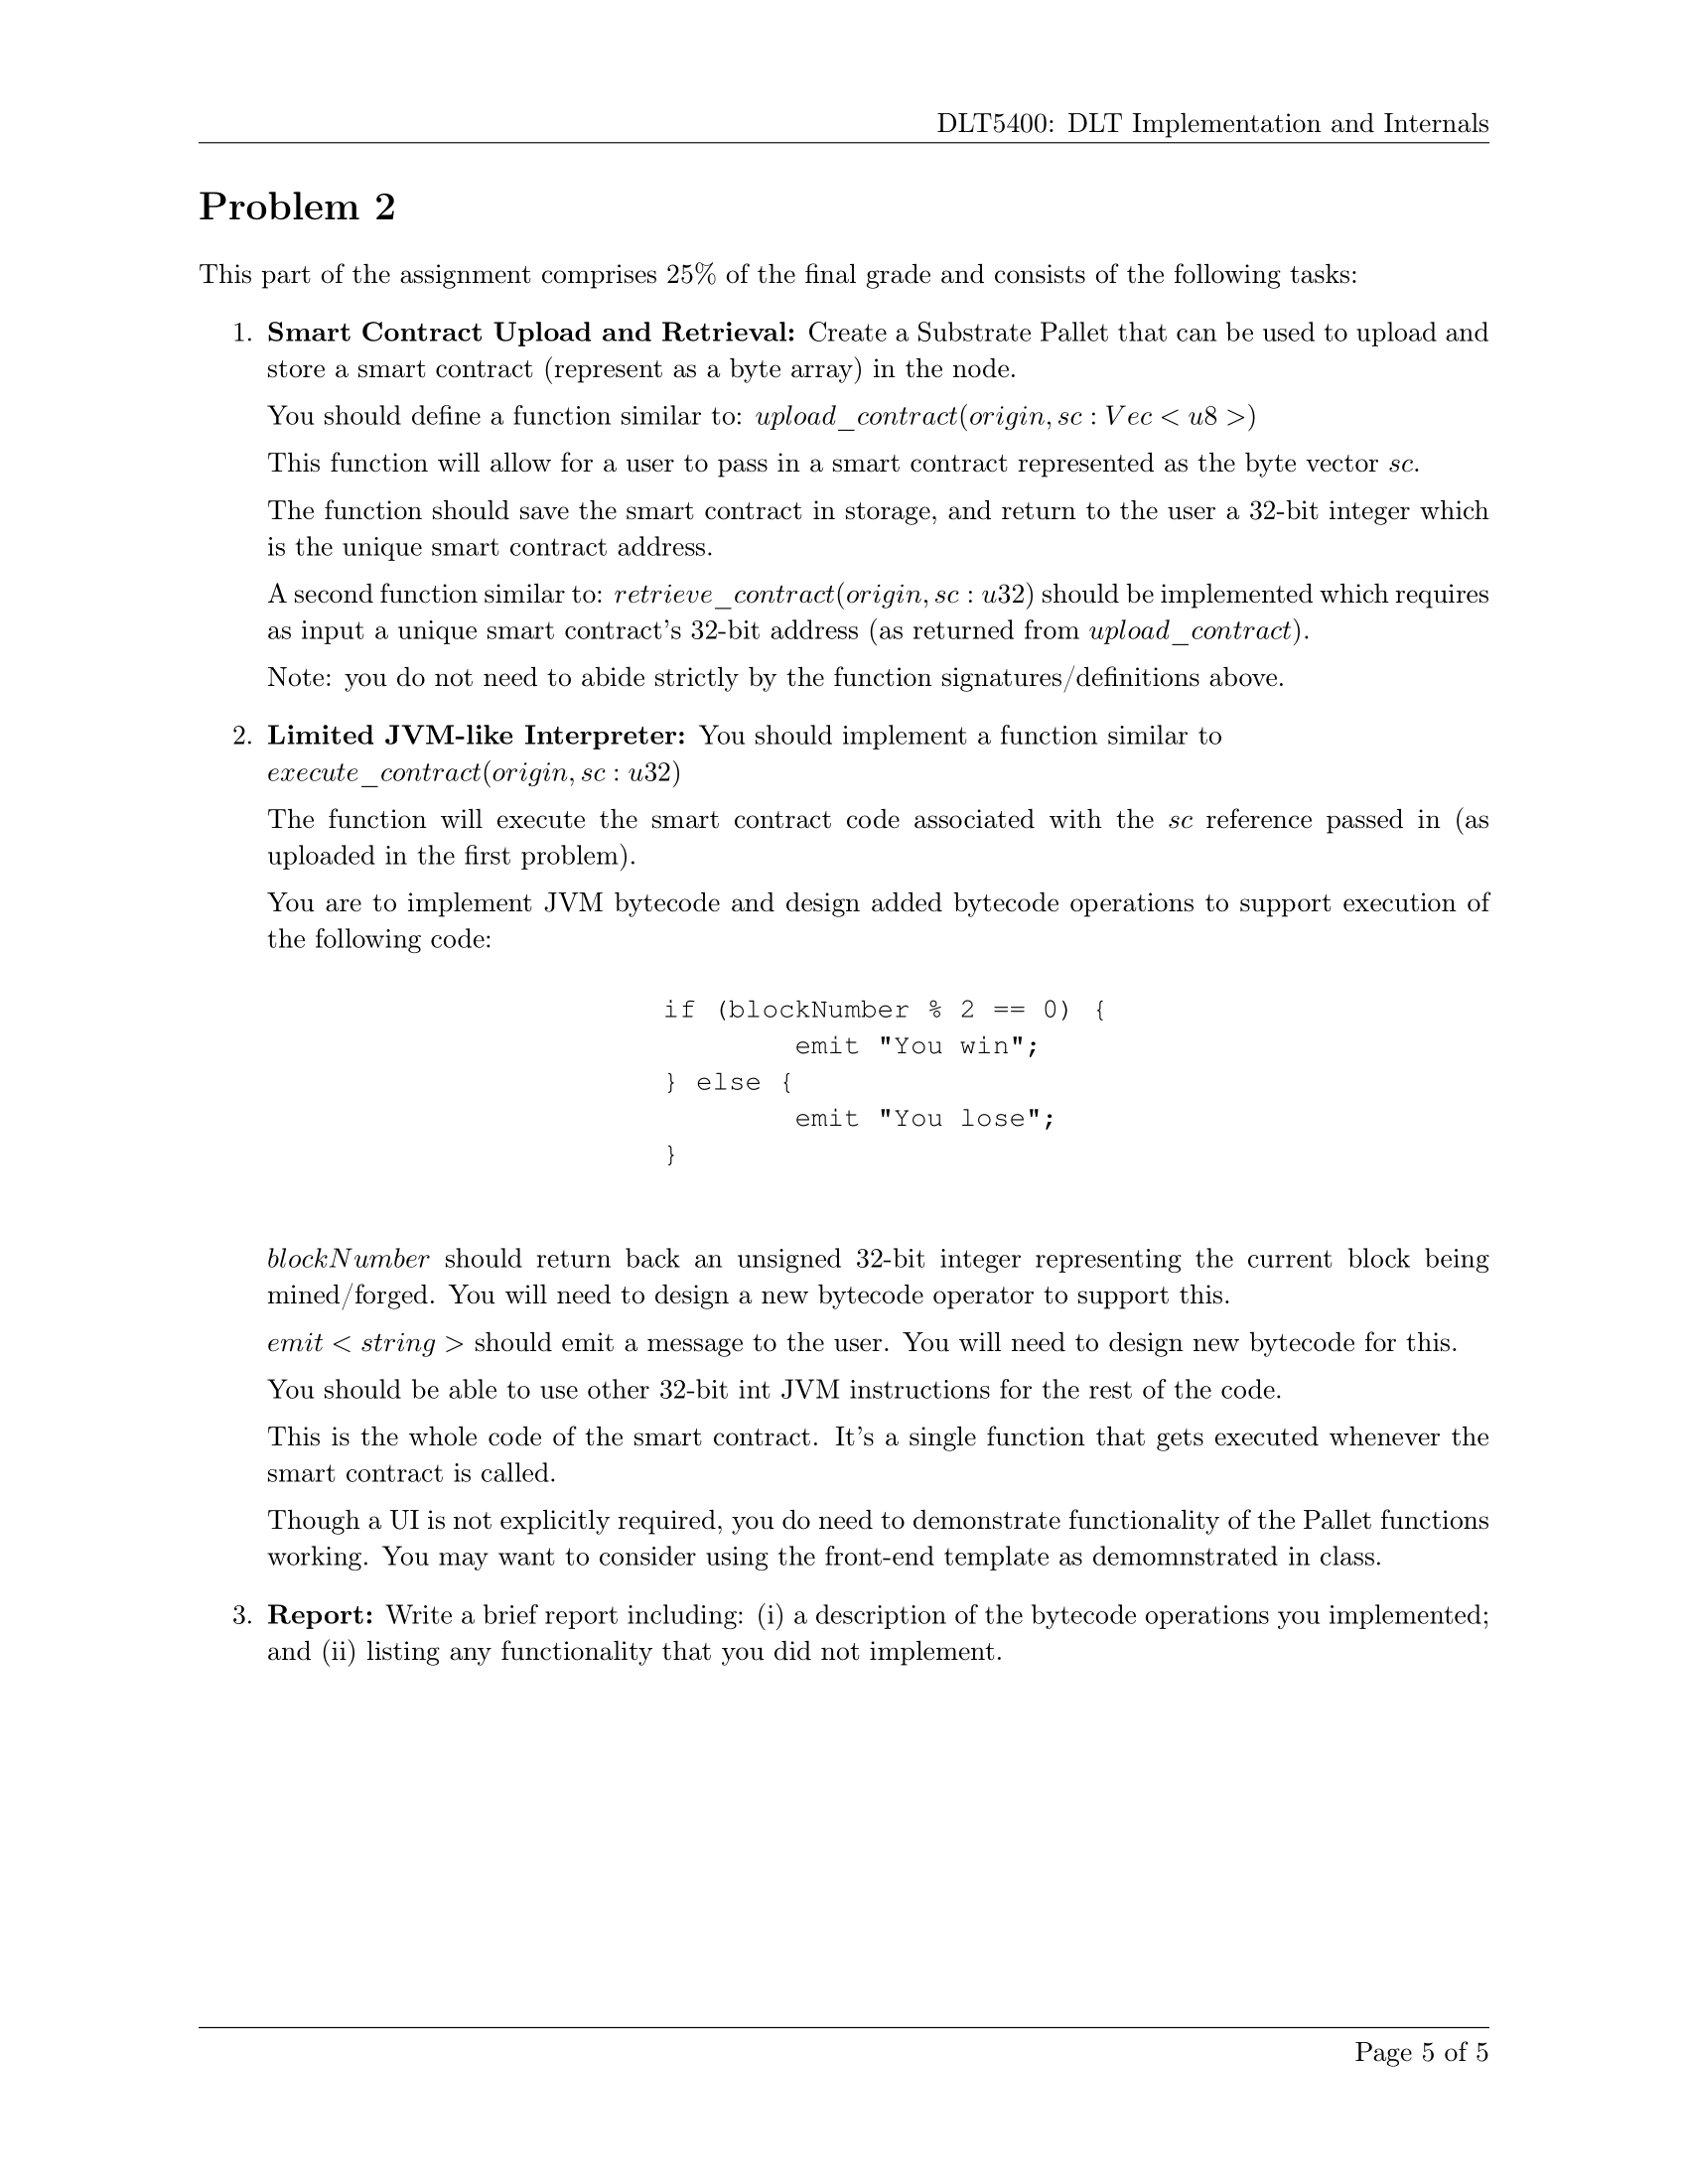 DLT5400: DLT Implementation and Internals
Problem 2
This part of the assignment comprises 25% of the final grade and consists of the following tasks:
1. Smart Contract Upload and Retrieval: Create a Substrate Pallet that can be used to upload and
store a smart contract (represent as a byte array) in the node.
You should define a function similar to: upload_contract(origin, sc : Vec < u8 >)
This function will allow for a user to pass in a smart contract represented as the byte vector sc.
The function should save the smart contract in storage, and return to the user a 32-bit integer which
is the unique smart contract address.
A second function similar to: retrieve_contract(origin, sc : u32) should be implemented which requires
as input a unique smart contract's 32-bit address (as returned from upload_contract).
Note: you do not need to abide strictly by the function signatures/definitions above.
2. Limited JVM-like Interpreter: You should implement a function similar to
execute_contract(origin, sc : u32)
The function will execute the smart contract code associated with the sc reference passed in (as
uploaded in the first problem).
You are to implement JVM bytecode and design added bytecode operations to support execution of
the following code:
if (blockNumber % 2 == 0) {
emit "You win";
} else {
emit "You lose";
}
blockNumber should return back an unsigned 32-bit integer representing the current block being
mined/forged. You will need to design a new bytecode operator to support this.
emit < string > should emit a message to the user. You will need to design new bytecode for this.
You should be able to use other 32-bit int JVM instructions for the rest of the code.
This is the whole code of the smart contract. It's a single function that gets executed whenever the
smart contract is called.
Though a UI is not explicitly required, you do need to demonstrate functionality of the Pallet functions
working. You may want to consider using the front-end template as demomnstrated in class.
3. Report: Write a brief report including: (i) a description of the bytecode operations you implemented;
and (ii) listing any functionality that you did not implement.
Page 5 of 5